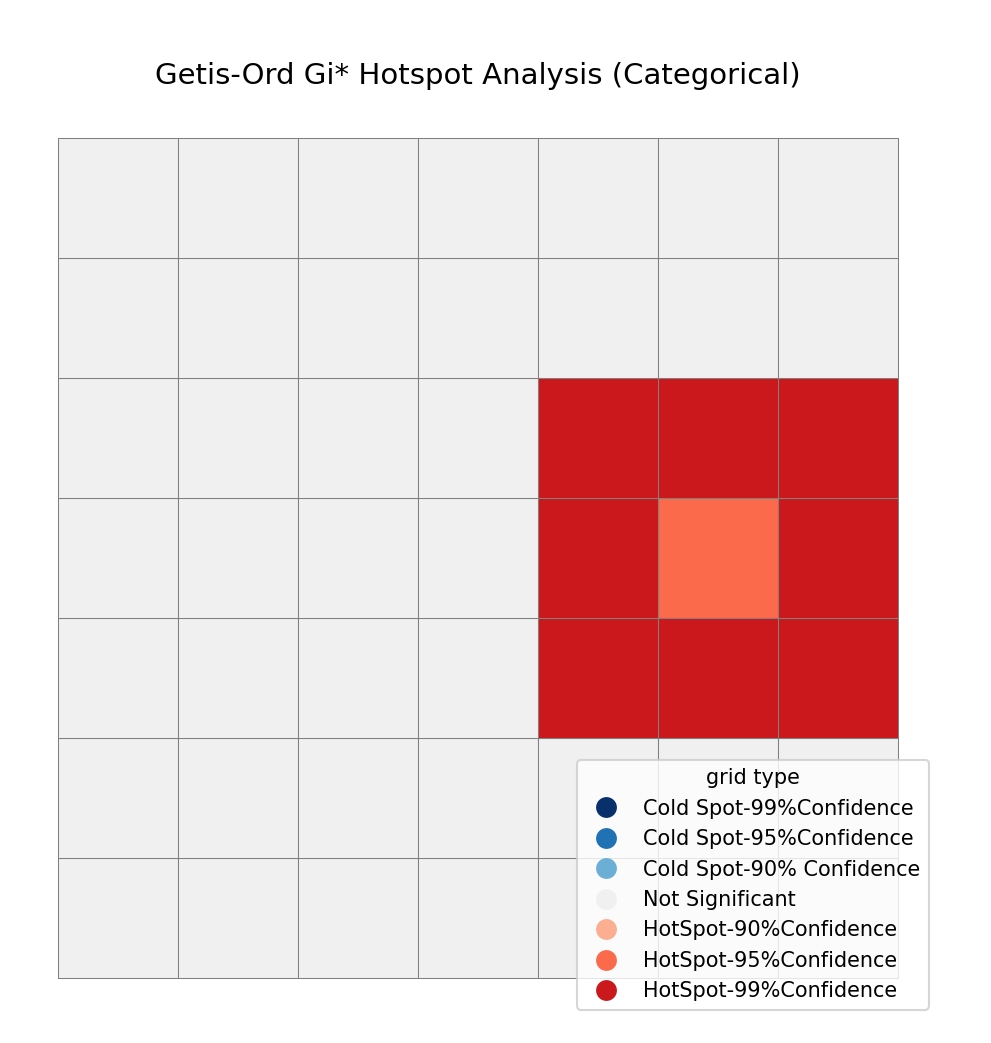 Getis-Ord Gi* Hotspot Analysis (Categorical)
grid type
Cold Spot-99%Confidence
Cold Spot-95%Confidence
Cold Spot-90% Confidence
Not Significant
HotSpot-90%Confidence
HotSpot-95%Confidence
HotSpot-99%Confidence